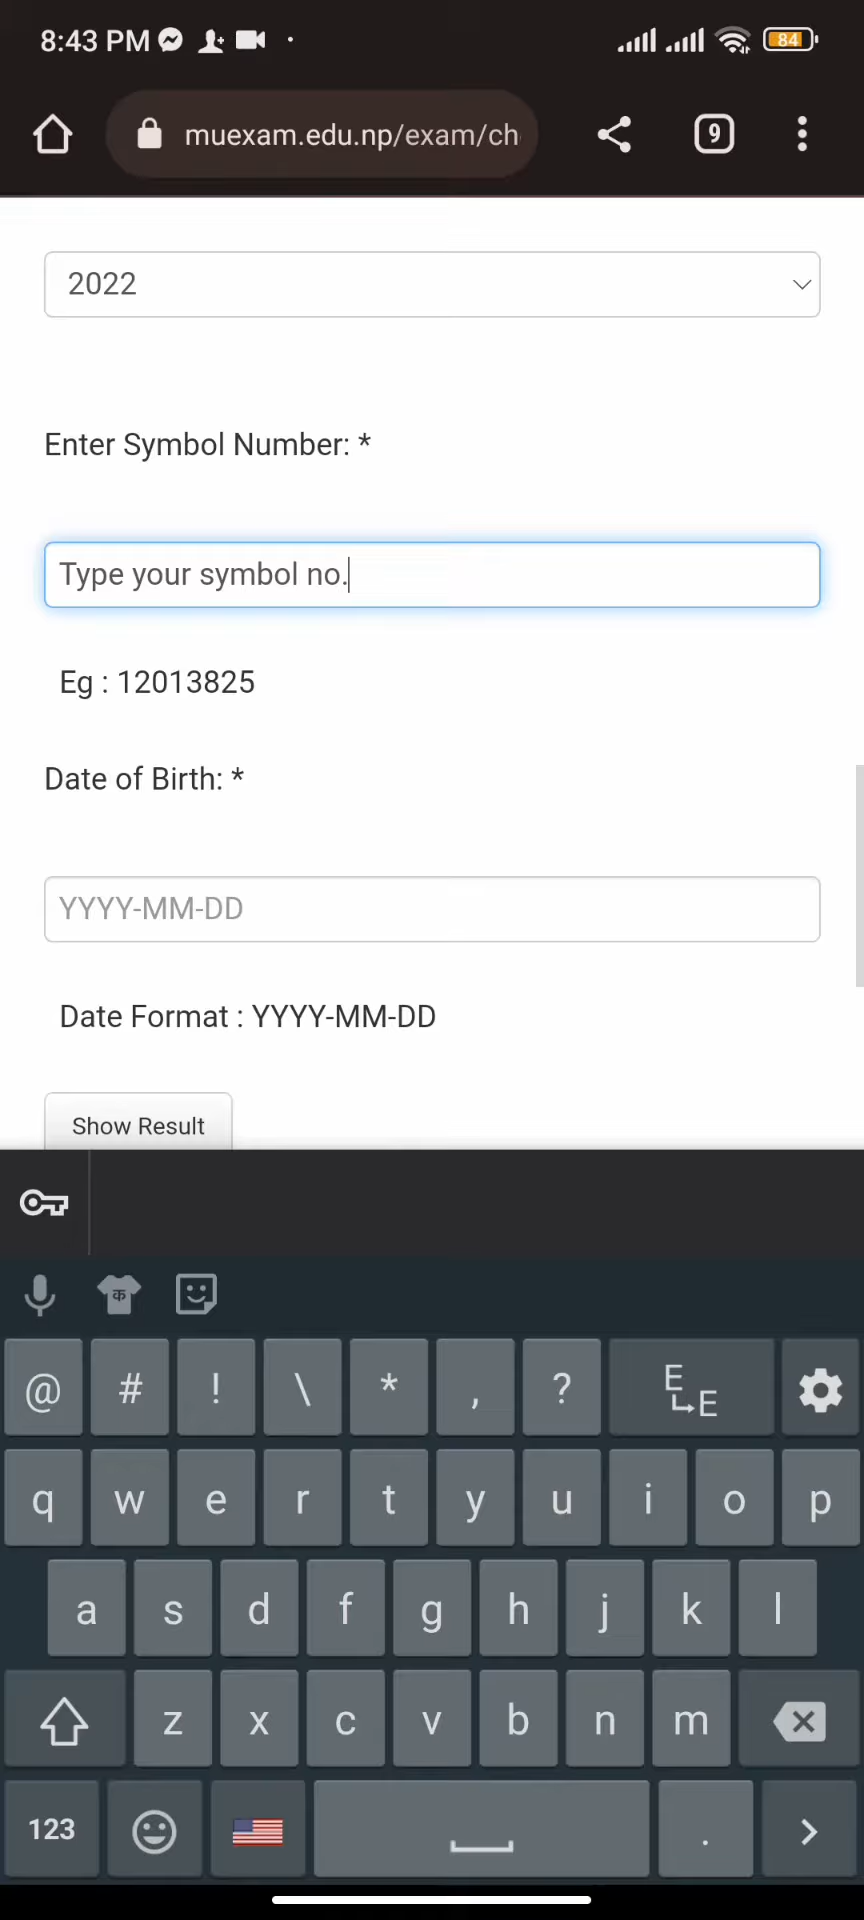 8:43 PM
84
muexam.edu.np/exam/ch
9
2022
Enter Symbol Number: *
Type your symbol no.
Eg : 12013825
Date of Birth: *
YYYY-MM-DD
Date Format : YYYY-MM-DD
Show Result
क
@ # ! \ * , ? E E
q w e r t y u i o p
a s d f g h j k l
z x c v b n m
123 .